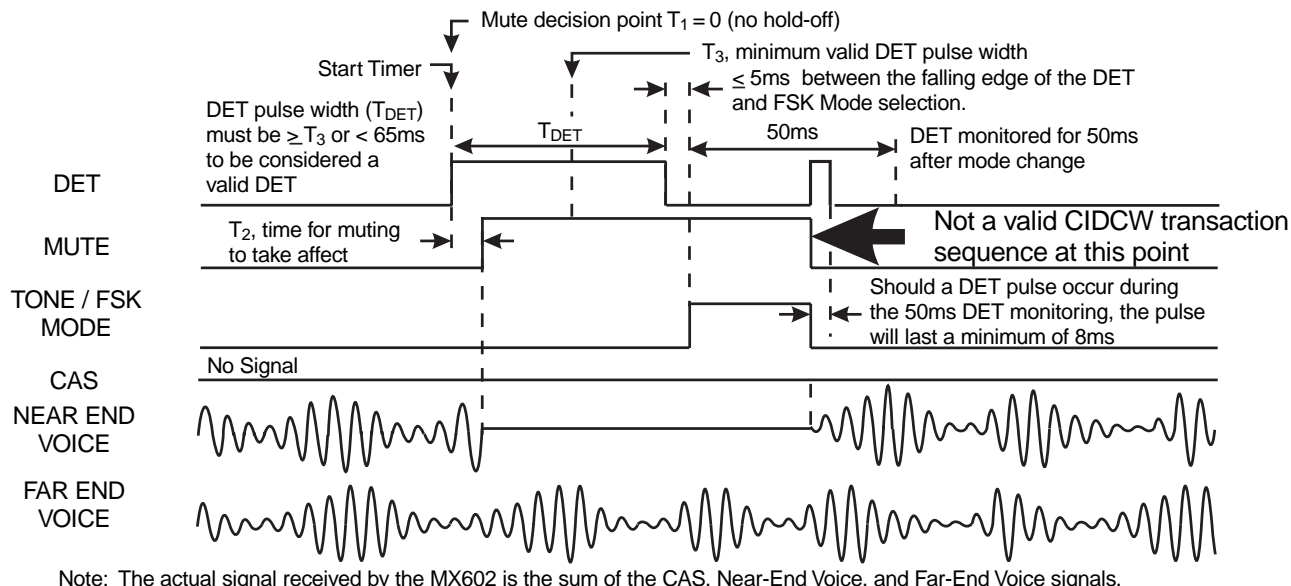 Mute decision point T1 = 0 (no hold-off)
T3, minimum valid DET pulse width
Start Timer
≤ 5ms between the falling edge of the DET
and FSK Mode selection.
DET pulse width (TDET)
must be ≥ T3 or < 65ms
to be considered a
valid DET
TDET
50ms
DET monitored for 50ms
after mode change
DET
MUTE
T2, time for muting
to take affect
Not a valid CIDCW transaction
sequence at this point
TONE / FSK
MODE
Should a DET pulse occur during
the 50ms DET monitoring, the pulse
will last a minimum of 8ms
No Signal
CAS
NEAR END
VOICE
FAR END
VOICE
Note: The actual signal received by the MX602 is the sum of the CAS, Near-End Voice, and Far-End Voice signals.